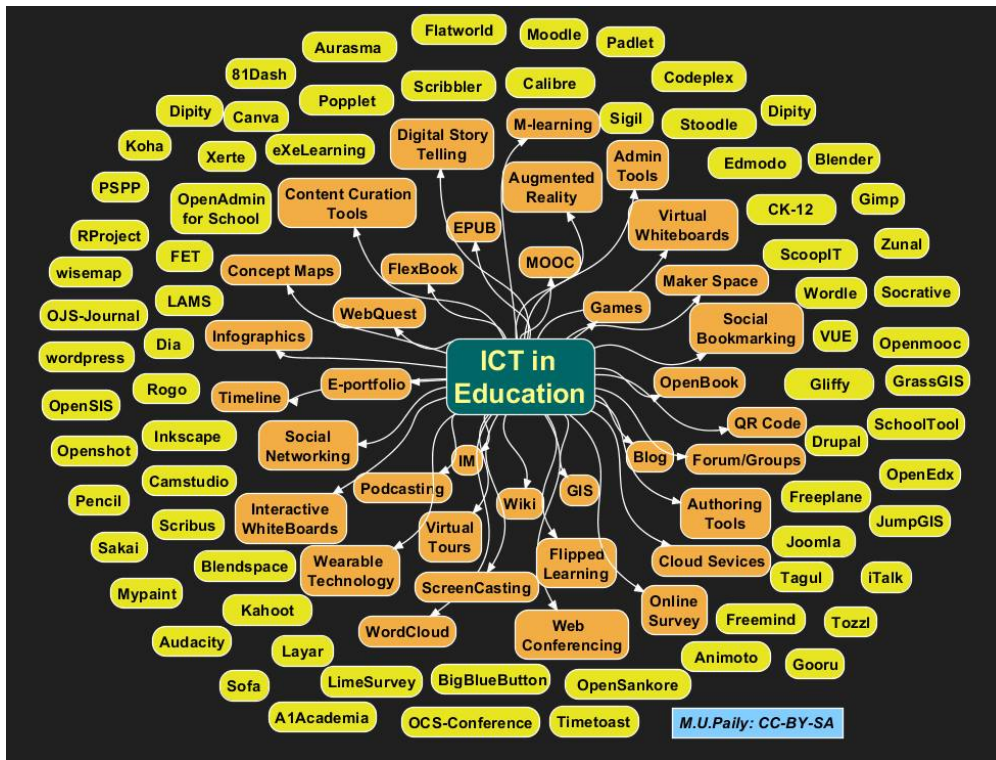 Flatworld
Moodle
Padlet
Aurasma
81Dash
Scribbler
Calibre
Codeplex
Popplet
Dipity
Canva
Sigil
Stoodle
Dipity
M-learning
Digital Story
Telling
Admin
Tools
Koha
Xerte
eXeLearning
Edmodo
Blender
PSPP
OpenAdmin
for School
Content Curation
Tools
Augmented
Reality
CK-12
Gimp
EPUB
Virtual
Whiteboards
RProject
FET
Zunal
ScoopIT
wisemap
Concept Maps
FlexBook
MOOC
Maker Space
LAMS
Wordle
Socrative
OJS-Journal
WebQuest
Games
Social
Bookmarking
Dia
Infographics
VUE
Openmooc
wordpress
ICT in
Education
Rogo
Timeline
E-portfolio
OpenBook
Gliffy
GrassGIS
OpenSIS
QR Code
SchoolTool
Inkscape
Social
Networking
Drupal
Openshot
IM
Blog
Forum/Groups
OpenEdx
Camstudio
Podcasting
Wiki
GIS
Freeplane
Pencil
Interactive
WhiteBoards
Authoring
Tools
Scribus
Virtual
Tours
JumpGIS
Sakai
Joomla
Blendspace
Wearable
Technology
Flipped
Learning
Cloud Sevices
Tagul
iTalk
Mypaint
ScreenCasting
Kahoot
Online
Survey
Freemind
Tozzl
Audacity
WordCloud
Web
Conferencing
Layar
Animoto
Gooru
Sofa
LimeSurvey
BigBlueButton
OpenSankore
A1Academia
OCS-Conference
Timetoast
M.U.Paily: CC-BY-SA